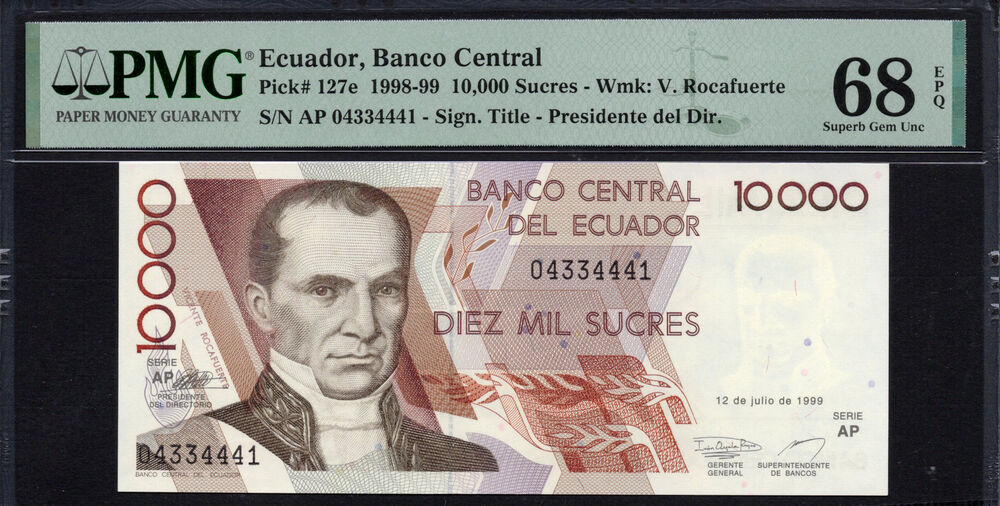 PMG®
PAPER MONEY GUARANTY
Ecuador, Banco Central
Pick# 127e 1998-99 10,000 Sucres - Wmk: V. Rocafuerte
S/N AP 04334441 - Sign. Title - Presidente del Dir.
68 EPQ
Superb Gem Unc
10000
BANCO CENTRAL
DEL ECUADOR
10000
04334441
VICENTE ROCAFUERTE
DIEZ MIL SUCRES
SERIE
AP
PRESIDENTE
DEL DIRECTORIO
12 de julio de 1999
SERIE
AP
04334441
GERENTE
GENERAL
SUPERINTENDENTE
DE BANCOS
BANCO CENTRAL DEL ECUADOR